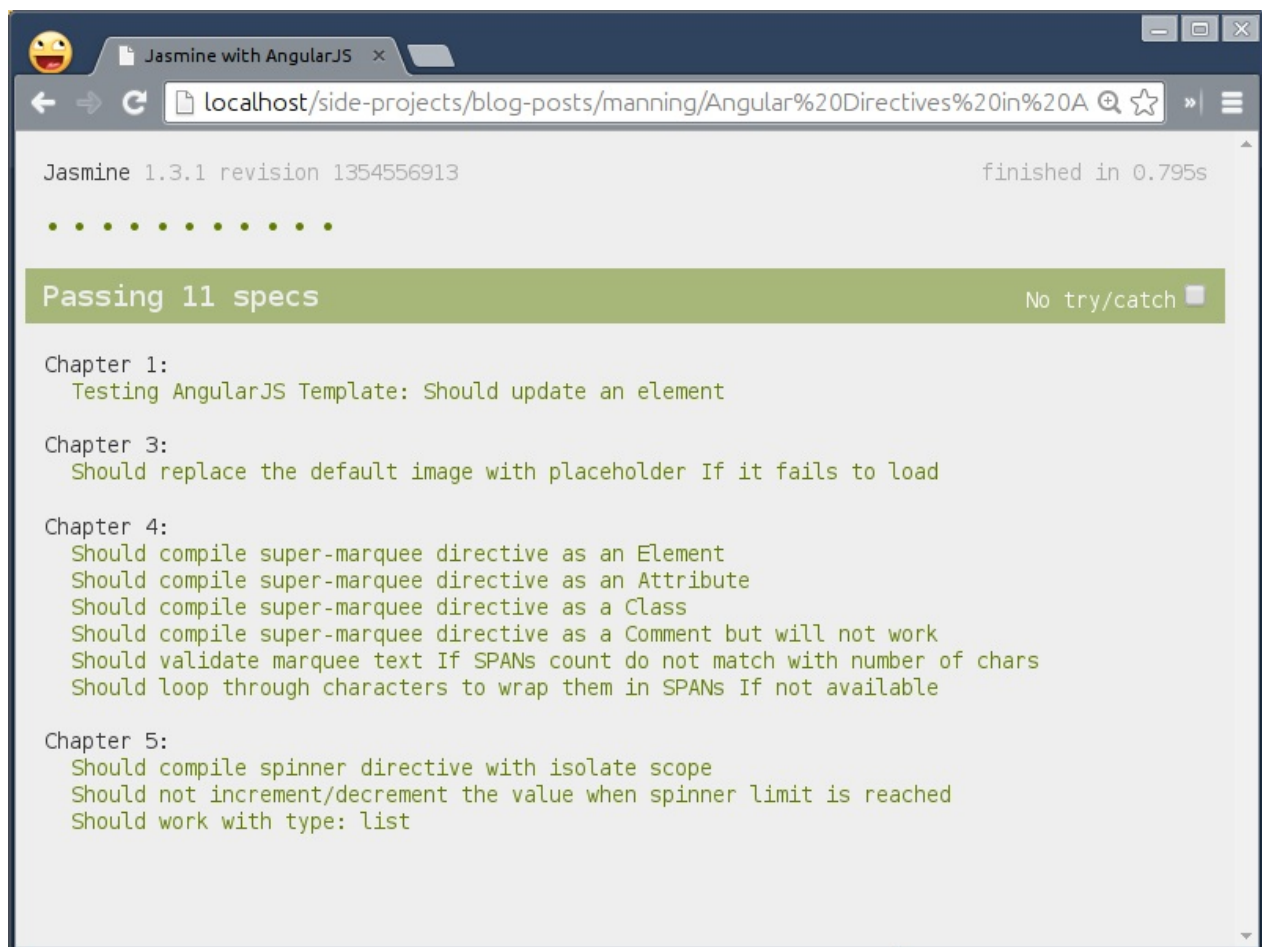 Jasmine with AngularJS
localhost/side-projects/blog-posts/manning/Angular%20Directives%20in%20A
Jasmine 1.3.1 revision 1354556913 finished in 0.795s
Passing 11 specs No try/catch
Chapter 1:
Testing AngularJS Template: Should update an element
Chapter 3:
Should replace the default image with placeholder If it fails to load
Chapter 4:
Should compile super-marquee directive as an Element
Should compile super-marquee directive as an Attribute
Should compile super-marquee directive as a Class
Should compile super-marquee directive as a Comment but will not work
Should validate marquee text If SPANs count do not match with number of chars
Should loop through characters to wrap them in SPANs If not available
Chapter 5:
Should compile spinner directive with isolate scope
Should not increment/decrement the value when spinner limit is reached
Should work with type: list